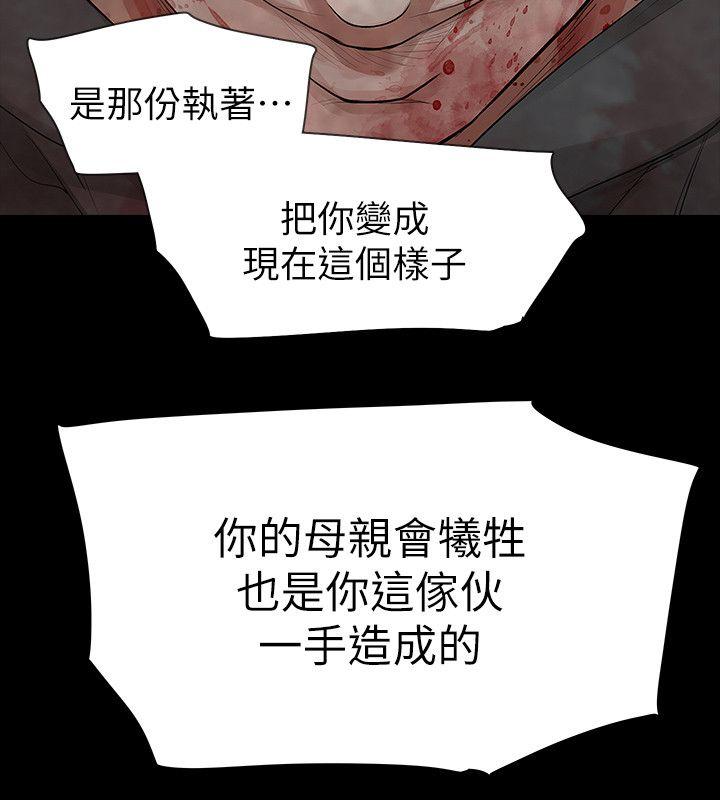 是那份執著⋯
把你變成
現在這個樣子
你的母親會犧牲
也是你這傢伙
一手造成的